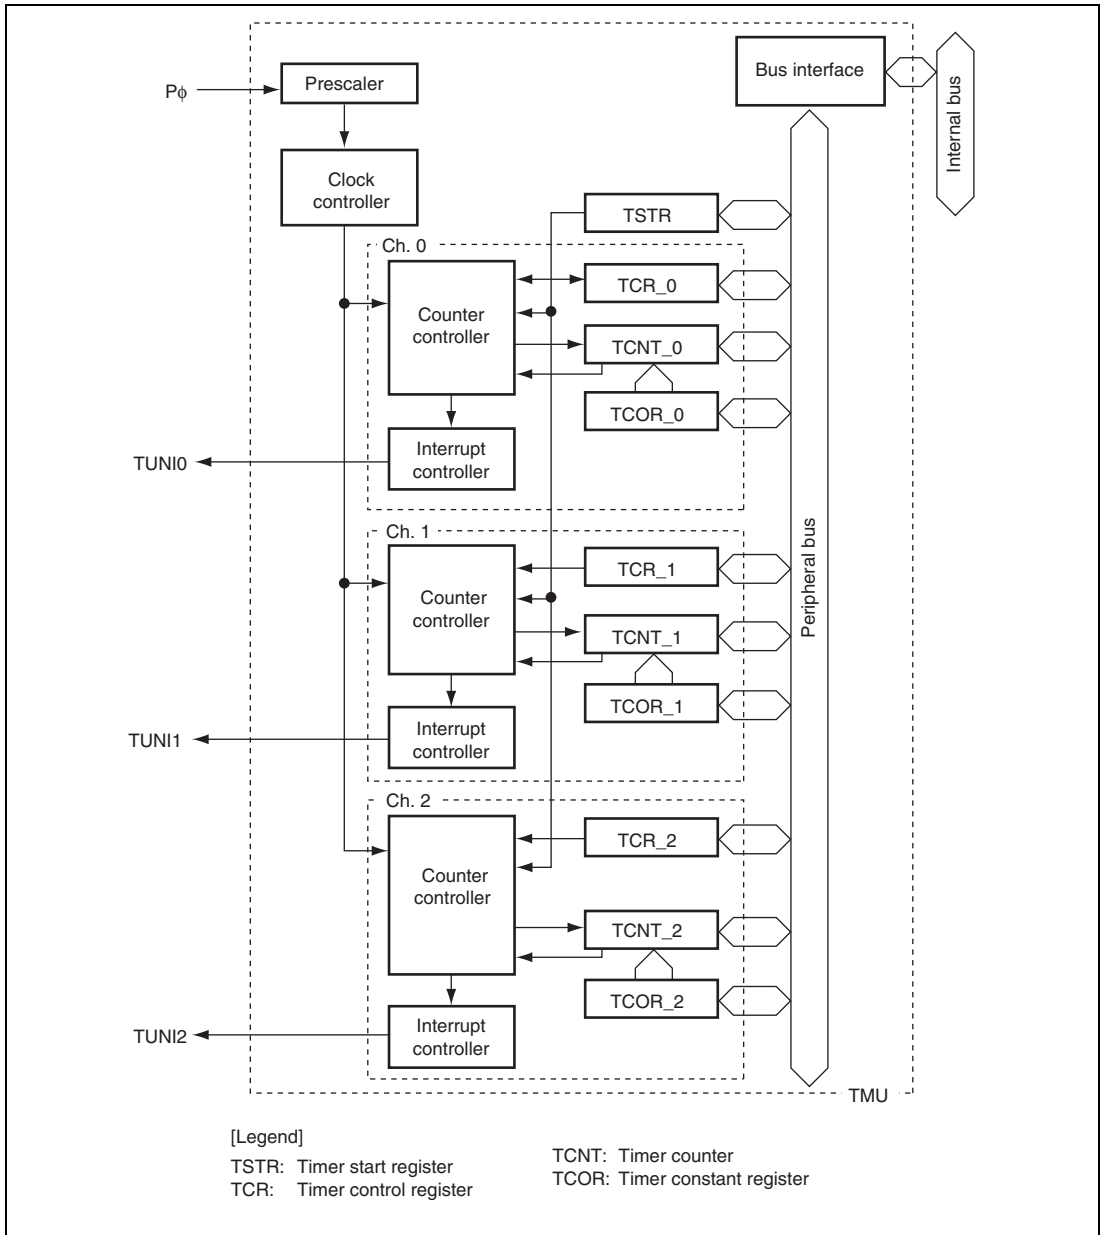 Pφ
Prescaler
Bus interface
Internal bus
Clock
controller
TSTR
Ch. 0
Counter
controller
TCR_0
TCNT_0
TCOR_0
Interrupt
controller
TUNI0
Peripheral bus
Ch. 1
Counter
controller
TCR_1
TCNT_1
TCOR_1
Interrupt
controller
TUNI1
Ch. 2
Counter
controller
TCR_2
TCNT_2
TCOR_2
Interrupt
controller
TUNI2
TMU
[Legend]
TSTR: Timer start register
TCR: Timer control register
TCNT: Timer counter
TCOR: Timer constant register